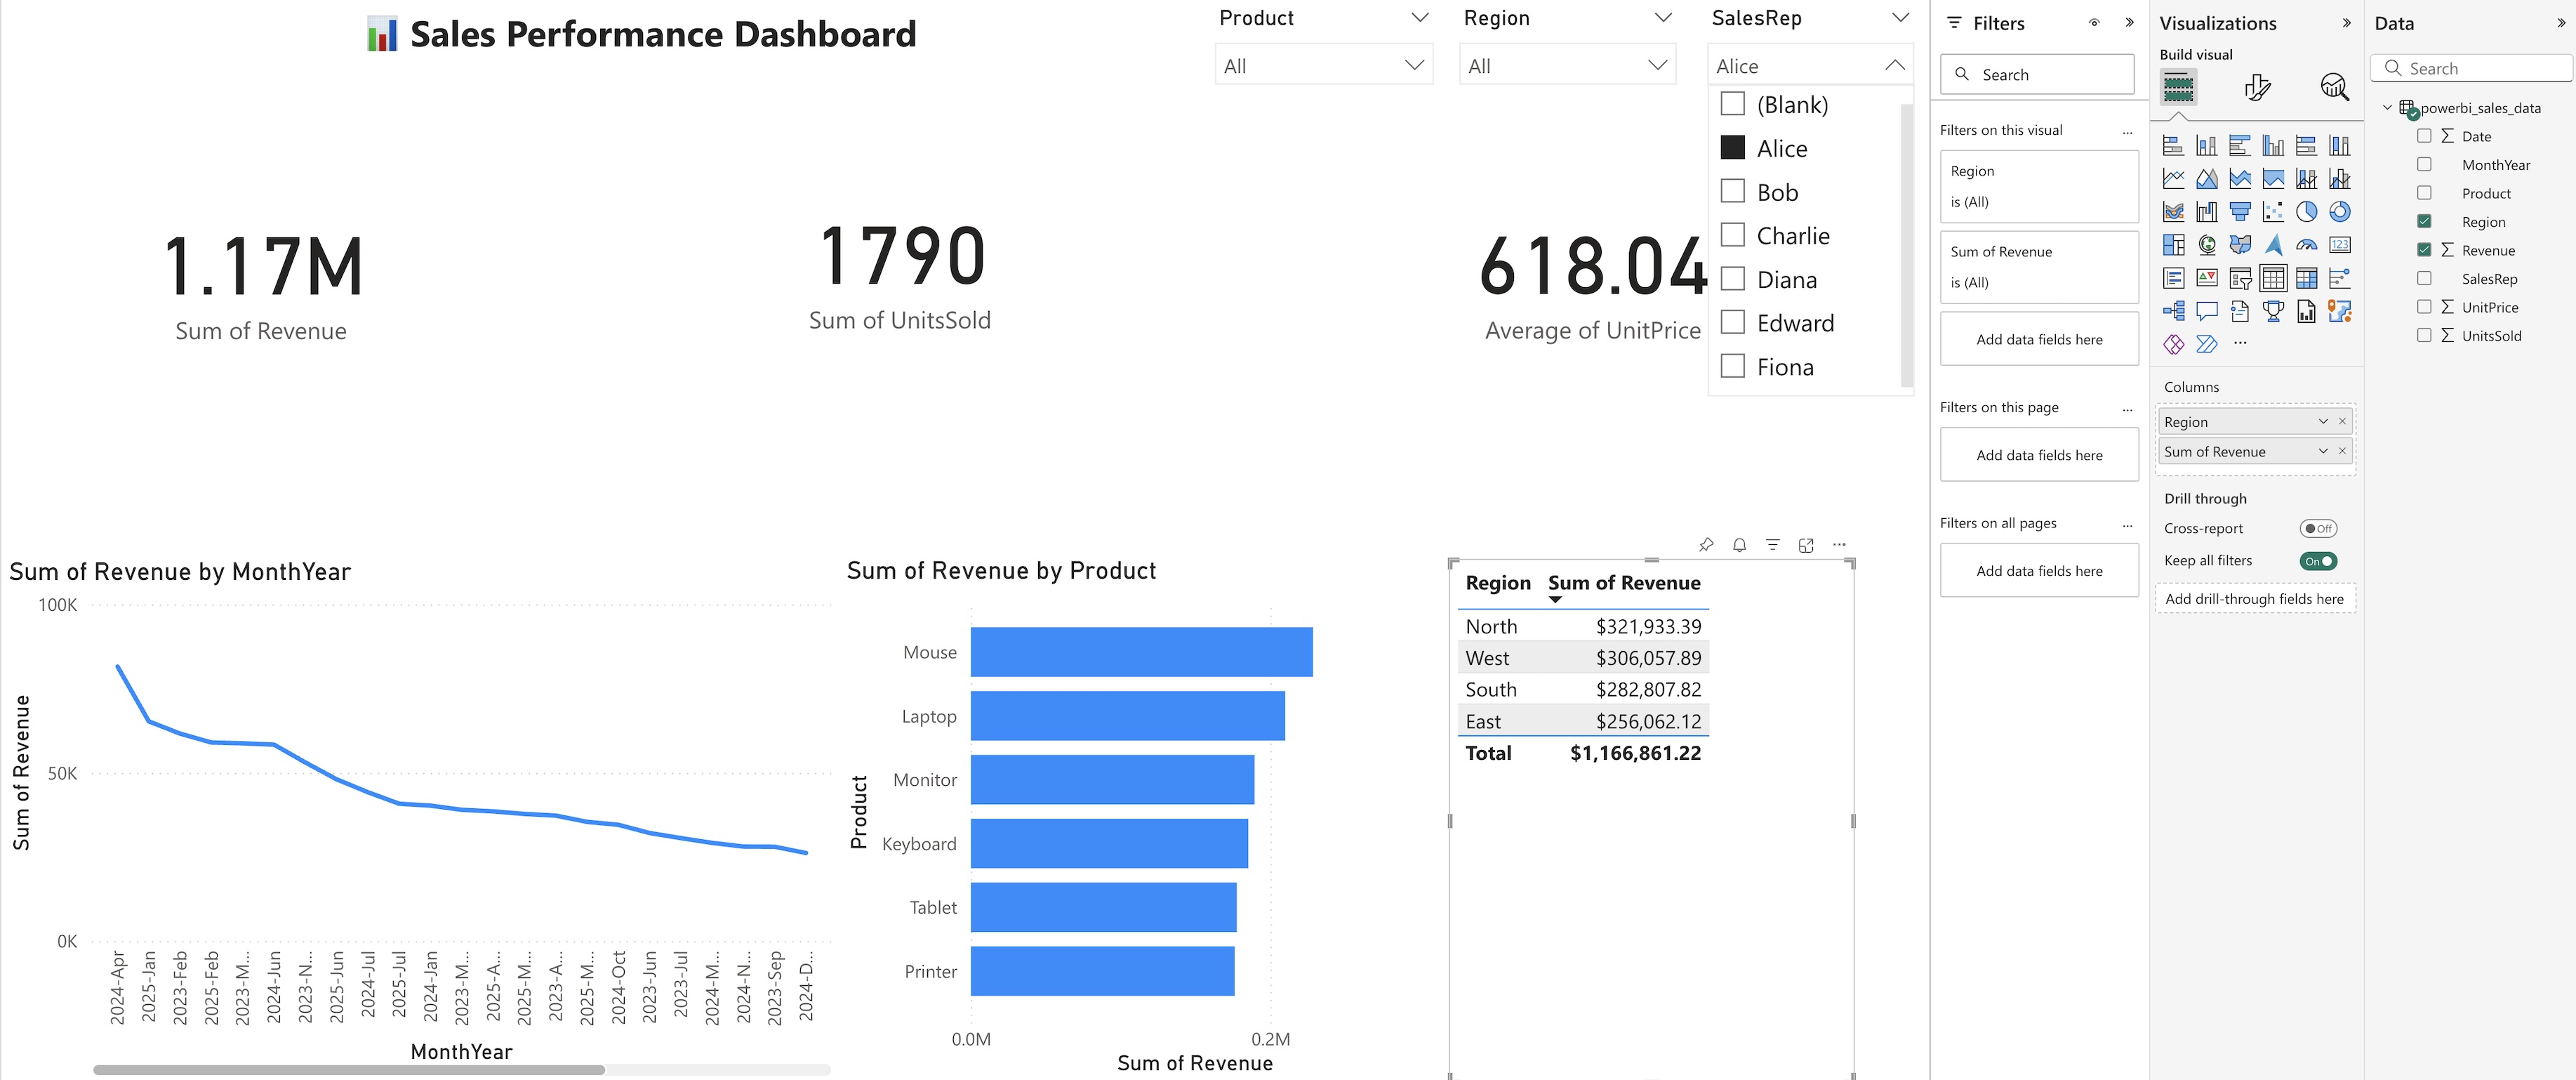 Sales Performance Dashboard
Product
All
Region
All
SalesRep
Alice
(Blank)
Alice
Bob
Charlie
Diana
Edward
Fiona
1.17M
Sum of Revenue
1790
Sum of UnitsSold
618.04
Average of UnitPrice
Sum of Revenue by MonthYear
Sum of Revenue
100K
50K
0K
2024-Apr
2025-Jan
2023-Feb
2025-Feb
2023-M...
2024-Jun
2023-N...
2025-Jun
2024-Jul
2025-Jul
2024-Jan
2023-M...
2025-A...
2025-M...
2023-A...
2025-M...
2024-Oct
2023-Jun
2023-Jul
2024-M...
2024-N...
2023-Sep
2024-D...
MonthYear
Sum of Revenue by Product
Product
Mouse
Laptop
Monitor
Keyboard
Tablet
Printer
0.0M 0.2M
Sum of Revenue
Region Sum of Revenue
North $321,933.39
West $306,057.89
South $282,807.82
East $256,062.12
Total $1,166,861.22
Filters
Search
Filters on this visual ...
Region
is (All)
Sum of Revenue
is (All)
Add data fields here
Filters on this page ...
Add data fields here
Filters on all pages ...
Add data fields here
Visualizations
Build visual
123
...
Columns
Region
Sum of Revenue
Drill through
Cross-report Off
Keep all filters On
Add drill-through fields here
Data
Search
powerbi_sales_data
Σ Date
MonthYear
Product
Region
Σ Revenue
SalesRep
Σ UnitPrice
Σ UnitsSold